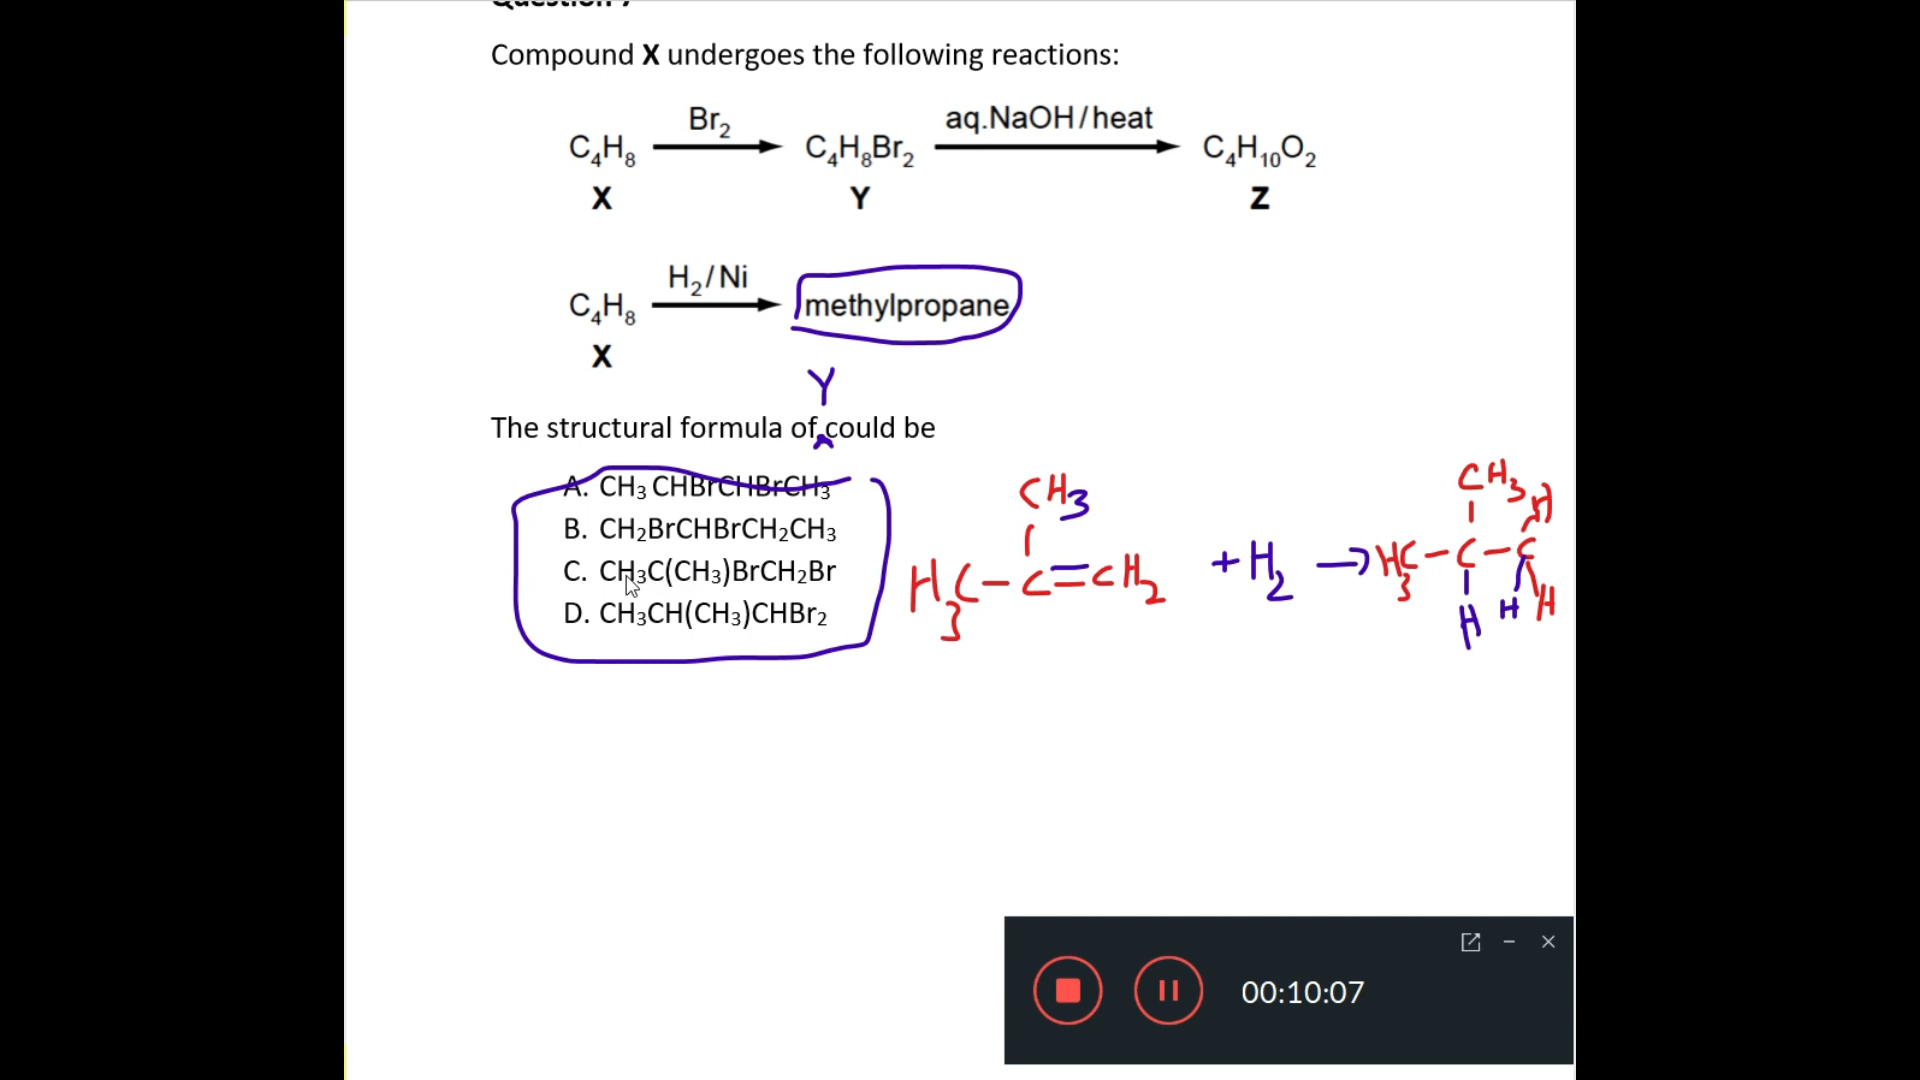 Question 7
Compound X undergoes the following reactions:
C₄H₈ Br₂ C₄H₈Br₂ aq.NaOH/heat C₄H₁₀O₂
X Y Z
C₄H₈ H₂/Ni methylpropane
X
Y
The structural formula of ^ could be
A. CH₃ CHBrCHBrCH₃
B. CH₂BrCHBrCH₂CH₃
C. CH₃C(CH₃)BrCH₂Br
D. CH₃CH(CH₃)CHBr₂
CH₃
H₃C-C=CH₂ +H₂ → H₃C-C-C
CH₃ H
H H H
00:10:07